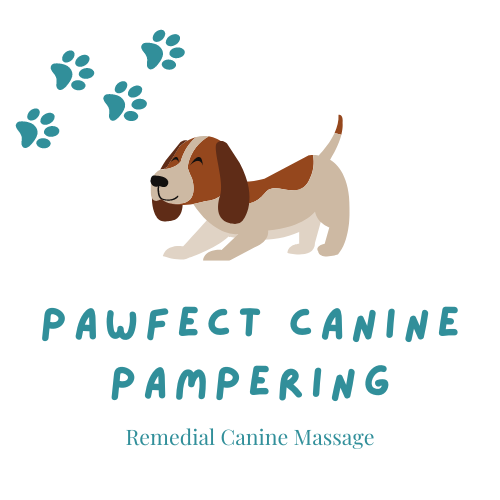 PAWFECT CANINE
PAMPERING
Remedial Canine Massage